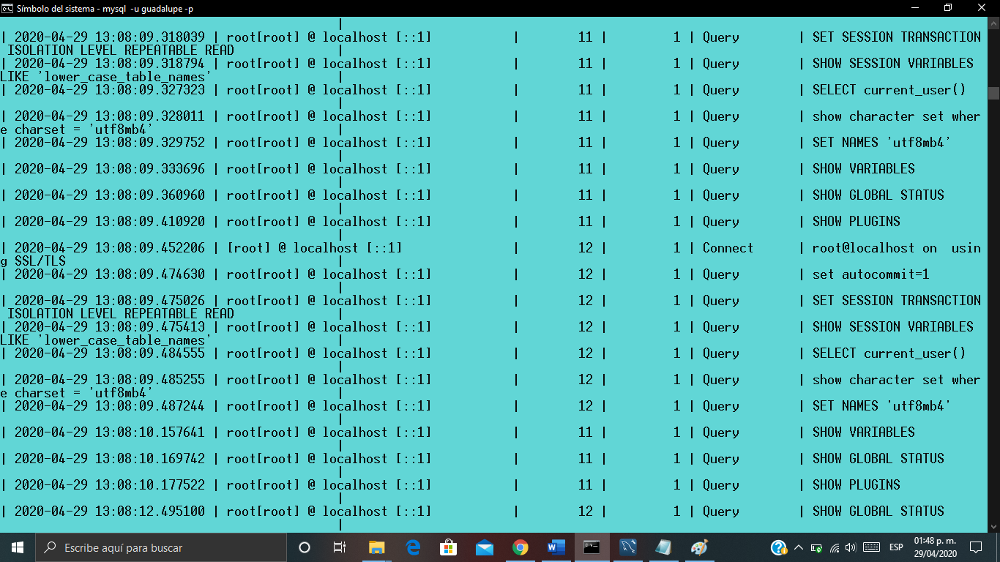 Símbolo del sistema - mysql  -u guadalupe -p
|
| 2020-04-29 13:08:09.318039 | root[root] @ localhost [::1]           |        11 |         1 | Query        | SET SESSION TRANSACTION
 ISOLATION LEVEL REPEATABLE READ              |
| 2020-04-29 13:08:09.318794 | root[root] @ localhost [::1]           |        11 |         1 | Query        | SHOW SESSION VARIABLES
LIKE 'lower_case_table_names'                 |
| 2020-04-29 13:08:09.327323 | root[root] @ localhost [::1]           |        11 |         1 | Query        | SELECT current_user()
|
| 2020-04-29 13:08:09.328011 | root[root] @ localhost [::1]           |        11 |         1 | Query        | show character set wher
e charset = 'utf8mb4'                         |
| 2020-04-29 13:08:09.329752 | root[root] @ localhost [::1]           |        11 |         1 | Query        | SET NAMES 'utf8mb4'
|
| 2020-04-29 13:08:09.333696 | root[root] @ localhost [::1]           |        11 |         1 | Query        | SHOW VARIABLES
|
| 2020-04-29 13:08:09.360960 | root[root] @ localhost [::1]           |        11 |         1 | Query        | SHOW GLOBAL STATUS
|
| 2020-04-29 13:08:09.410920 | root[root] @ localhost [::1]           |        11 |         1 | Query        | SHOW PLUGINS
|
| 2020-04-29 13:08:09.452206 | [root] @ localhost [::1]               |        12 |         1 | Connect      | root@localhost on  usin
g SSL/TLS                                     |
| 2020-04-29 13:08:09.474630 | root[root] @ localhost [::1]           |        12 |         1 | Query        | set autocommit=1
|
| 2020-04-29 13:08:09.475026 | root[root] @ localhost [::1]           |        12 |         1 | Query        | SET SESSION TRANSACTION
 ISOLATION LEVEL REPEATABLE READ              |
| 2020-04-29 13:08:09.475413 | root[root] @ localhost [::1]           |        12 |         1 | Query        | SHOW SESSION VARIABLES
LIKE 'lower_case_table_names'                 |
| 2020-04-29 13:08:09.484555 | root[root] @ localhost [::1]           |        12 |         1 | Query        | SELECT current_user()
|
| 2020-04-29 13:08:09.485255 | root[root] @ localhost [::1]           |        12 |         1 | Query        | show character set wher
e charset = 'utf8mb4'                         |
| 2020-04-29 13:08:09.487244 | root[root] @ localhost [::1]           |        12 |         1 | Query        | SET NAMES 'utf8mb4'
|
| 2020-04-29 13:08:10.157641 | root[root] @ localhost [::1]           |        11 |         1 | Query        | SHOW VARIABLES
|
| 2020-04-29 13:08:10.169742 | root[root] @ localhost [::1]           |        11 |         1 | Query        | SHOW GLOBAL STATUS
|
| 2020-04-29 13:08:10.177522 | root[root] @ localhost [::1]           |        11 |         1 | Query        | SHOW PLUGINS
|
| 2020-04-29 13:08:12.495100 | root[root] @ localhost [::1]           |        12 |         1 | Query        | SHOW GLOBAL STATUS
|
Escribe aquí para buscar
ESP
01:48 p. m.
29/04/2020